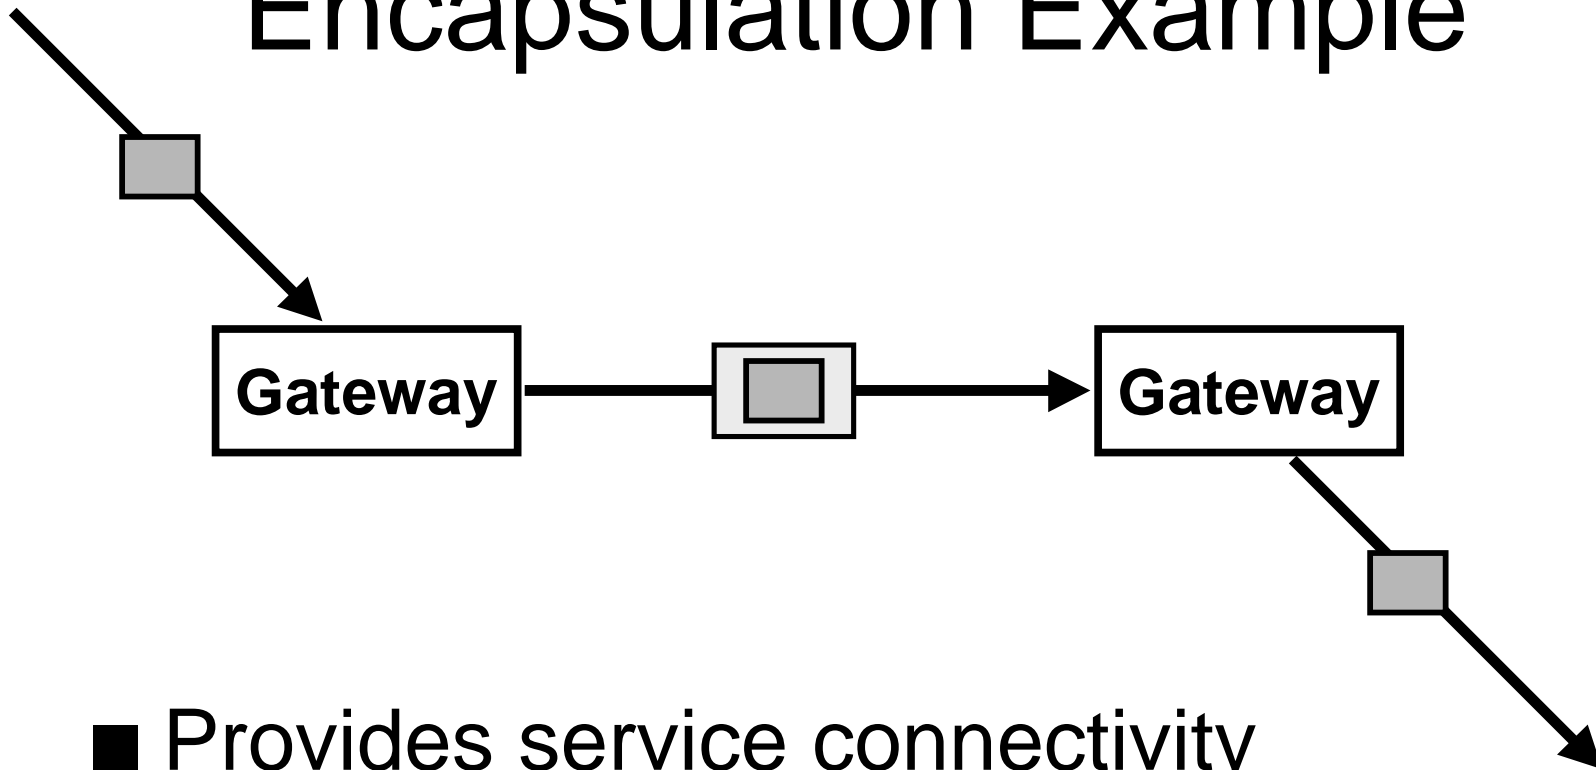 Encapsulation Example
Gateway
Gateway
Provides service connectivity